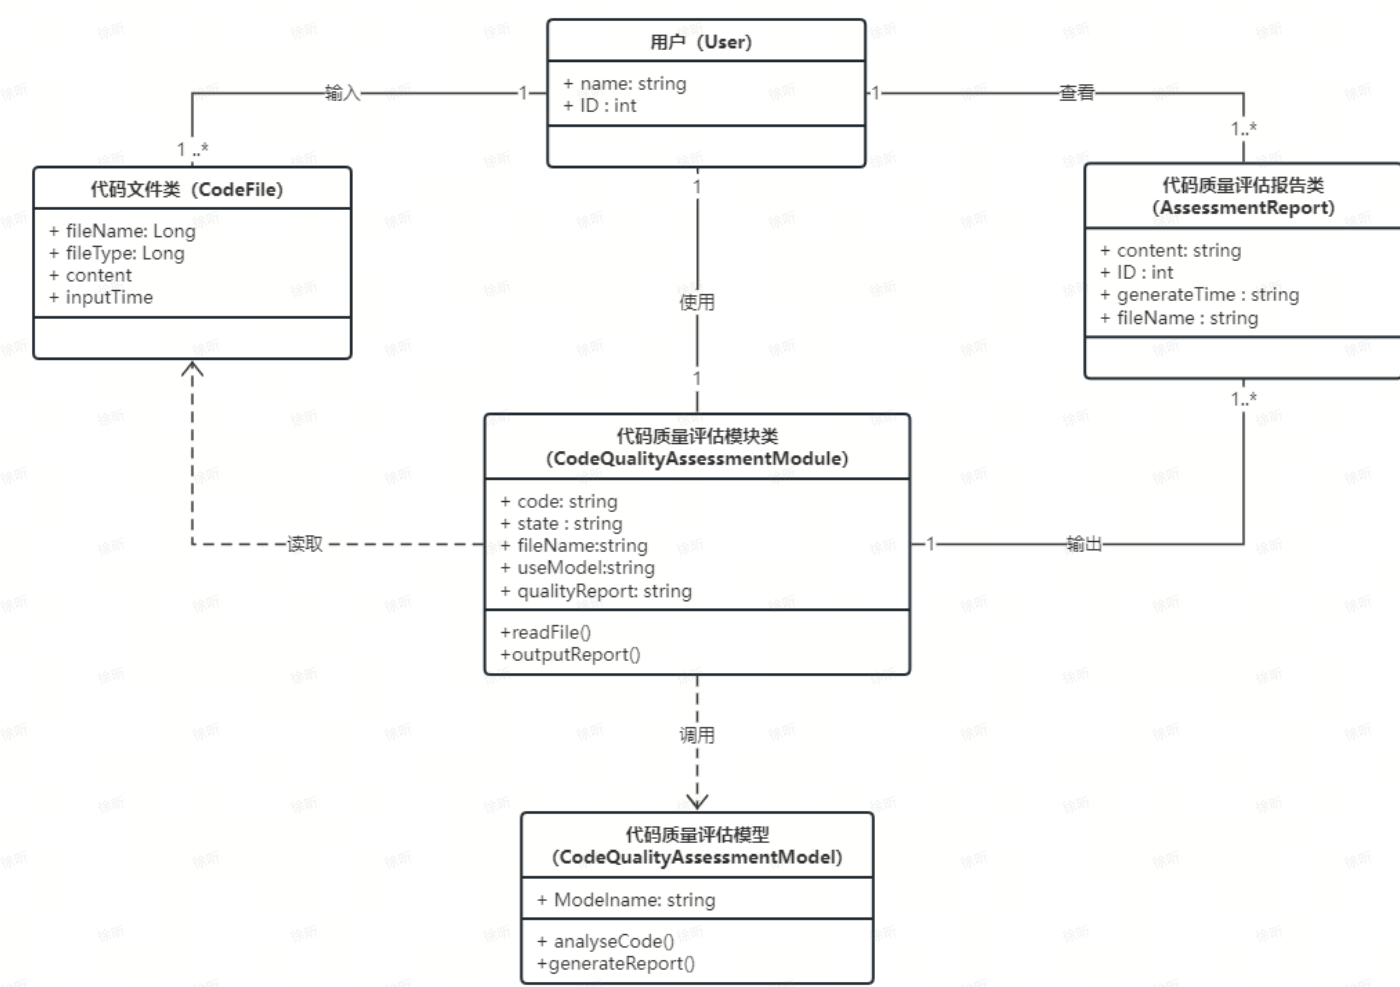 用户（User）
+ name: string
+ ID : int
输入
1
1 ..*
1
查看
1..*
代码文件类（CodeFile）
+ fileName: Long
+ fileType: Long
+ content
+ inputTime
1
使用
1
代码质量评估报告类
（AssessmentReport）
+ content: string
+ ID : int
+ generateTime : string
+ fileName : string
1..*
代码质量评估模块类
（CodeQualityAssessmentModule）
+ code: string
+ state : string
+ fileName:string
+ useModel:string
+ qualityReport: string
+readFile()
+outputReport()
读取
1
输出
调用
代码质量评估模型
（CodeQualityAssessmentModel）
+ Modelname: string
+ analyseCode()
+generateReport()
徐昕